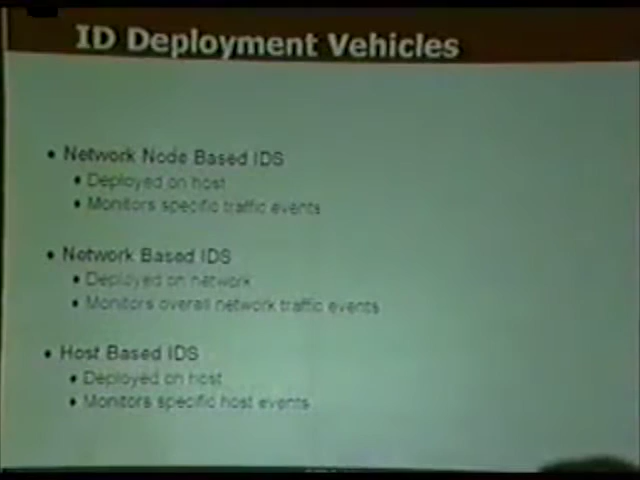 ID Deployment Vehicles
• Network Node Based IDS
• Deployed on host
• Monitors specific traffic events
• Network Based IDS
• Deployed on network
• Monitors overall network traffic events
• Host Based IDS
• Deployed on host
• Monitors specific host events